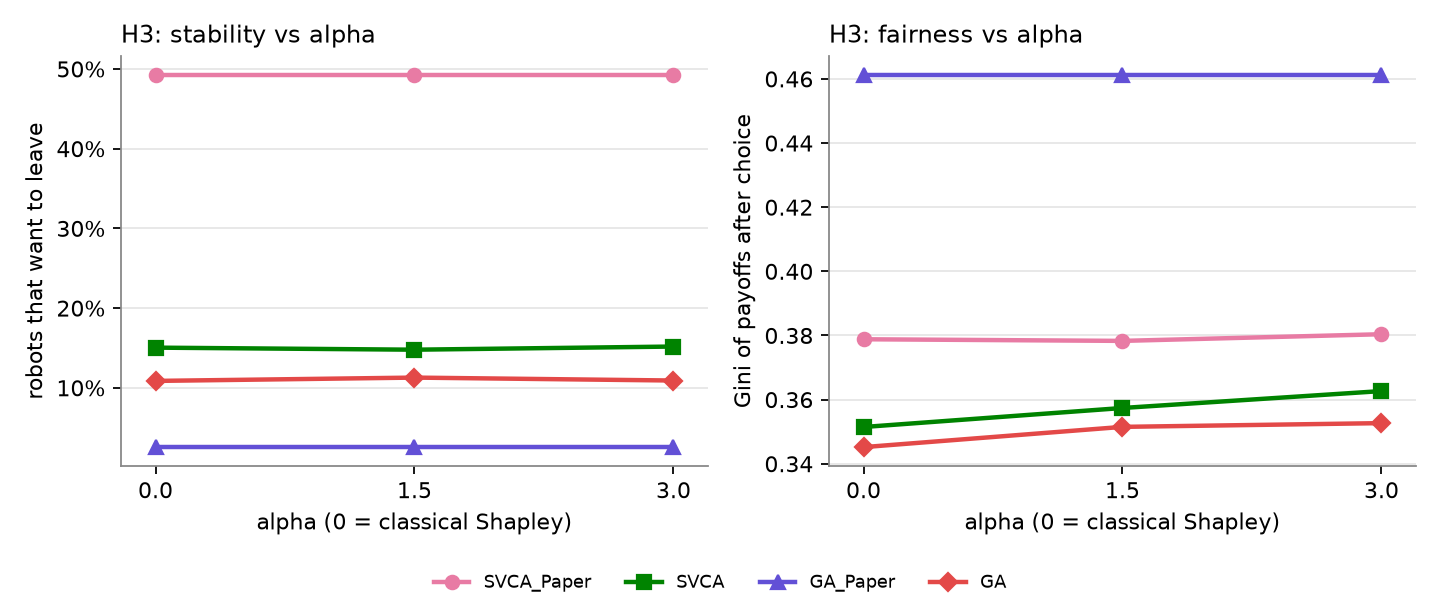 H3: stability vs alpha
robots that want to leave
50%
40%
30%
20%
10%
0.0 1.5 3.0
alpha (0 = classical Shapley)
H3: fairness vs alpha
Gini of payoffs after choice
0.46
0.44
0.42
0.40
0.38
0.36
0.34
0.0 1.5 3.0
alpha (0 = classical Shapley)
SVCA_Paper SVCA GA_Paper GA